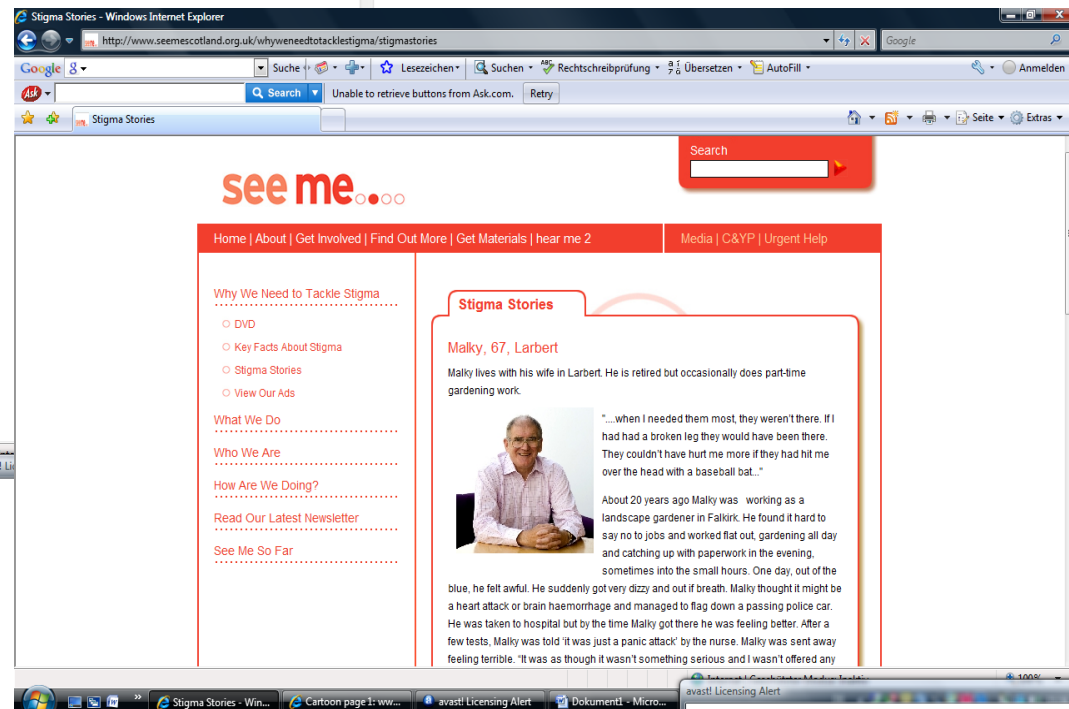 Stigma Stories - Windows Internet Explorer
http://www.seemescotland.org.uk/whyweneedtotacklestigma/stigmastories
Google
Google
Suche
Lesezeichen
Suchen
Rechtschreibprüfung
Übersetzen
AutoFill
Anmelden
Ask
Search
Unable to retrieve buttons from Ask.com.
Retry
Stigma Stories
Seite
Extras
Search
see me
Home | About | Get Involved | Find Out More | Get Materials | hear me 2
Media | C&YP | Urgent Help
Why We Need to Tackle Stigma
DVD
Key Facts About Stigma
Stigma Stories
View Our Ads
What We Do
Who We Are
How Are We Doing?
Read Our Latest Newsletter
See Me So Far
Stigma Stories
Malky, 67, Larbert
Malky lives with his wife in Larbert. He is retired but occasionally does part-time
gardening work.
"....when I needed them most, they weren't there. If I
had had a broken leg they would have been there.
They couldn't have hurt me more if they had hit me
over the head with a baseball bat..."
About 20 years ago Malky was working as a
landscape gardener in Falkirk. He found it hard to
say no to jobs and worked flat out, gardening all day
and catching up with paperwork in the evening,
sometimes into the small hours. One day, out of the
blue, he felt awful. He suddenly got very dizzy and out if breath. Malky thought it might be
a heart attack or brain haemorrhage and managed to flag down a passing police car.
He was taken to hospital but by the time Malky got there he was feeling better. After a
few tests, Malky was told 'it was just a panic attack' by the nurse. Malky was sent away
feeling terrible. "It was as though it wasn't something serious and I wasn't offered any
100%
avast! Licensing Alert
Stigma Stories - Win...
Cartoon page 1: ww...
avast! Licensing Alert
Dokument1 - Micro...